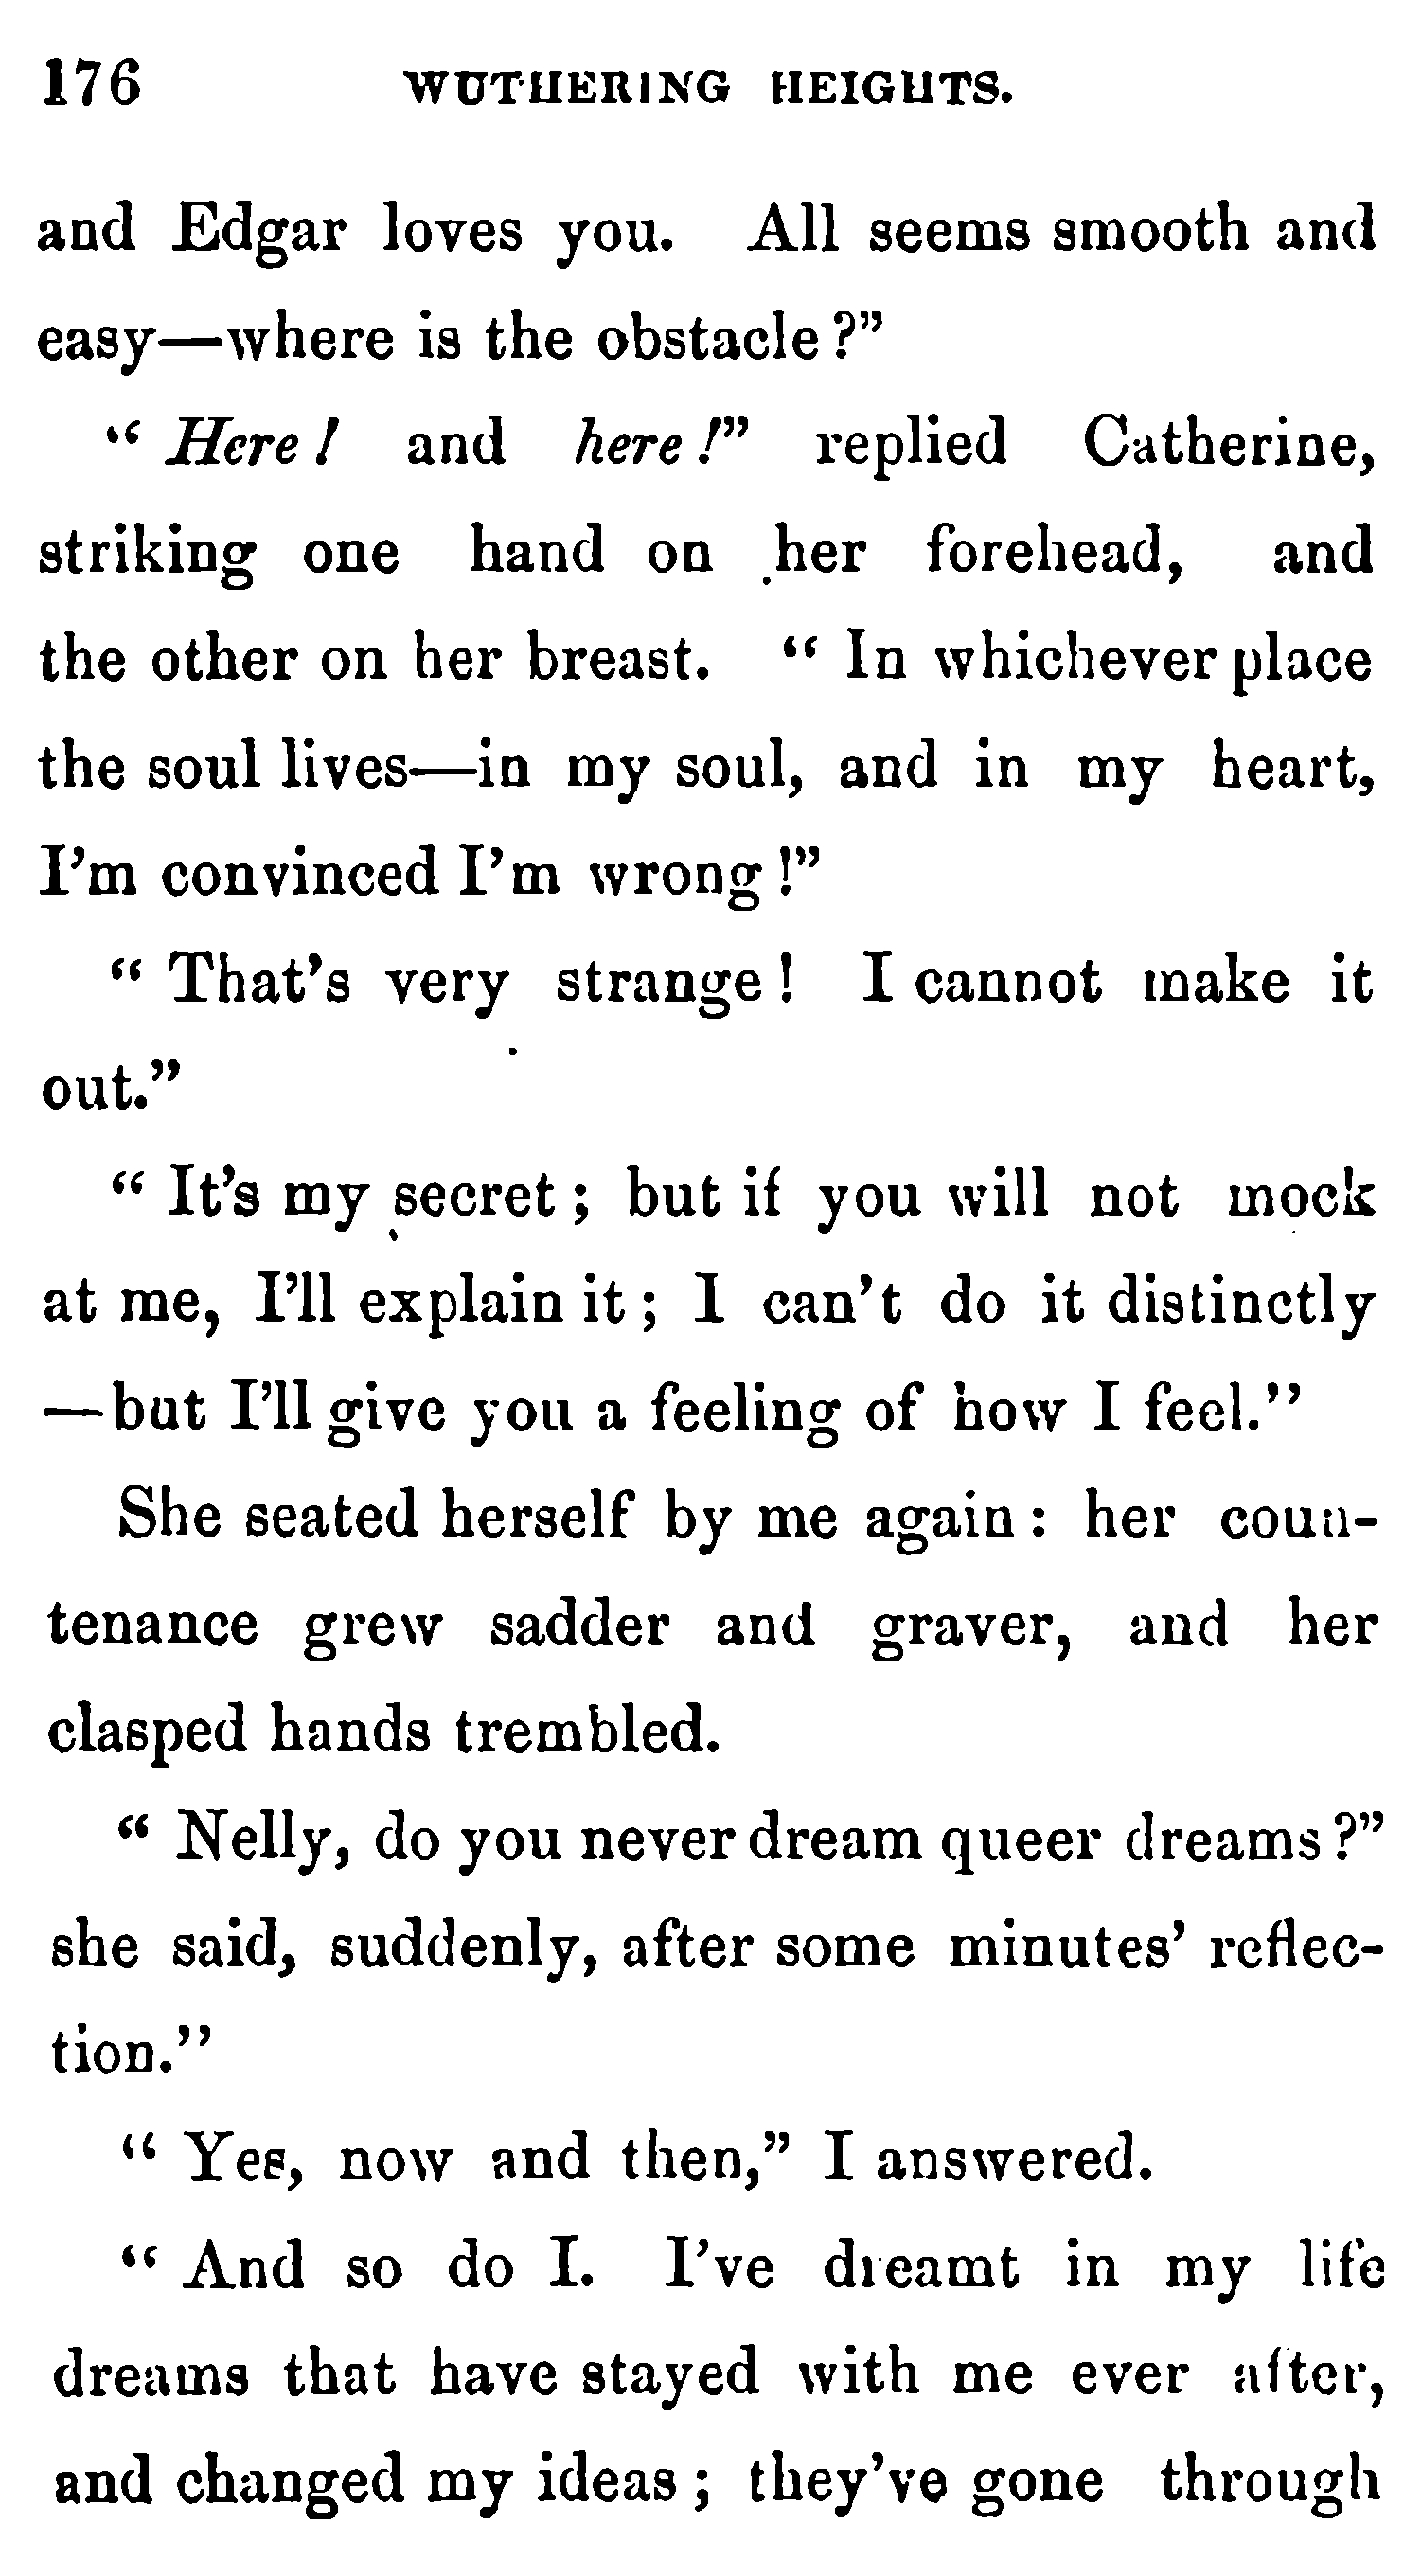 176 WUTHERING HEIGHTS.
and Edgar loves you. All seems smooth and
easy—where is the obstacle?”
“ Here! and here!” replied Catherine,
striking one hand on her forehead, and
the other on her breast. “ In whichever place
the soul lives—in my soul, and in my heart,
I’m convinced I’m wrong!”
“ That’s very strange! I cannot make it
out.”
“ It’s my secret; but if you will not mock
at me, I’ll explain it; I can’t do it distinctly
—but I’ll give you a feeling of how I feel.”
She seated herself by me again: her coun-
tenance grew sadder and graver, and her
clasped hands trembled.
“ Nelly, do you never dream queer dreams?”
she said, suddenly, after some minutes’ reflec-
tion.”
“ Yes, now and then,” I answered.
“ And so do I. I’ve dreamt in my life
dreams that have stayed with me ever after,
and changed my ideas; they’ve gone through